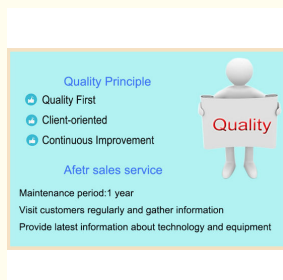 Quality Principle
Quality First
Client-oriented
Continuous Improvement
Quality
Afetr sales service
Maintenance period:1 year
Visit customers regularly and gather information
Provide latest information about technology and equipment